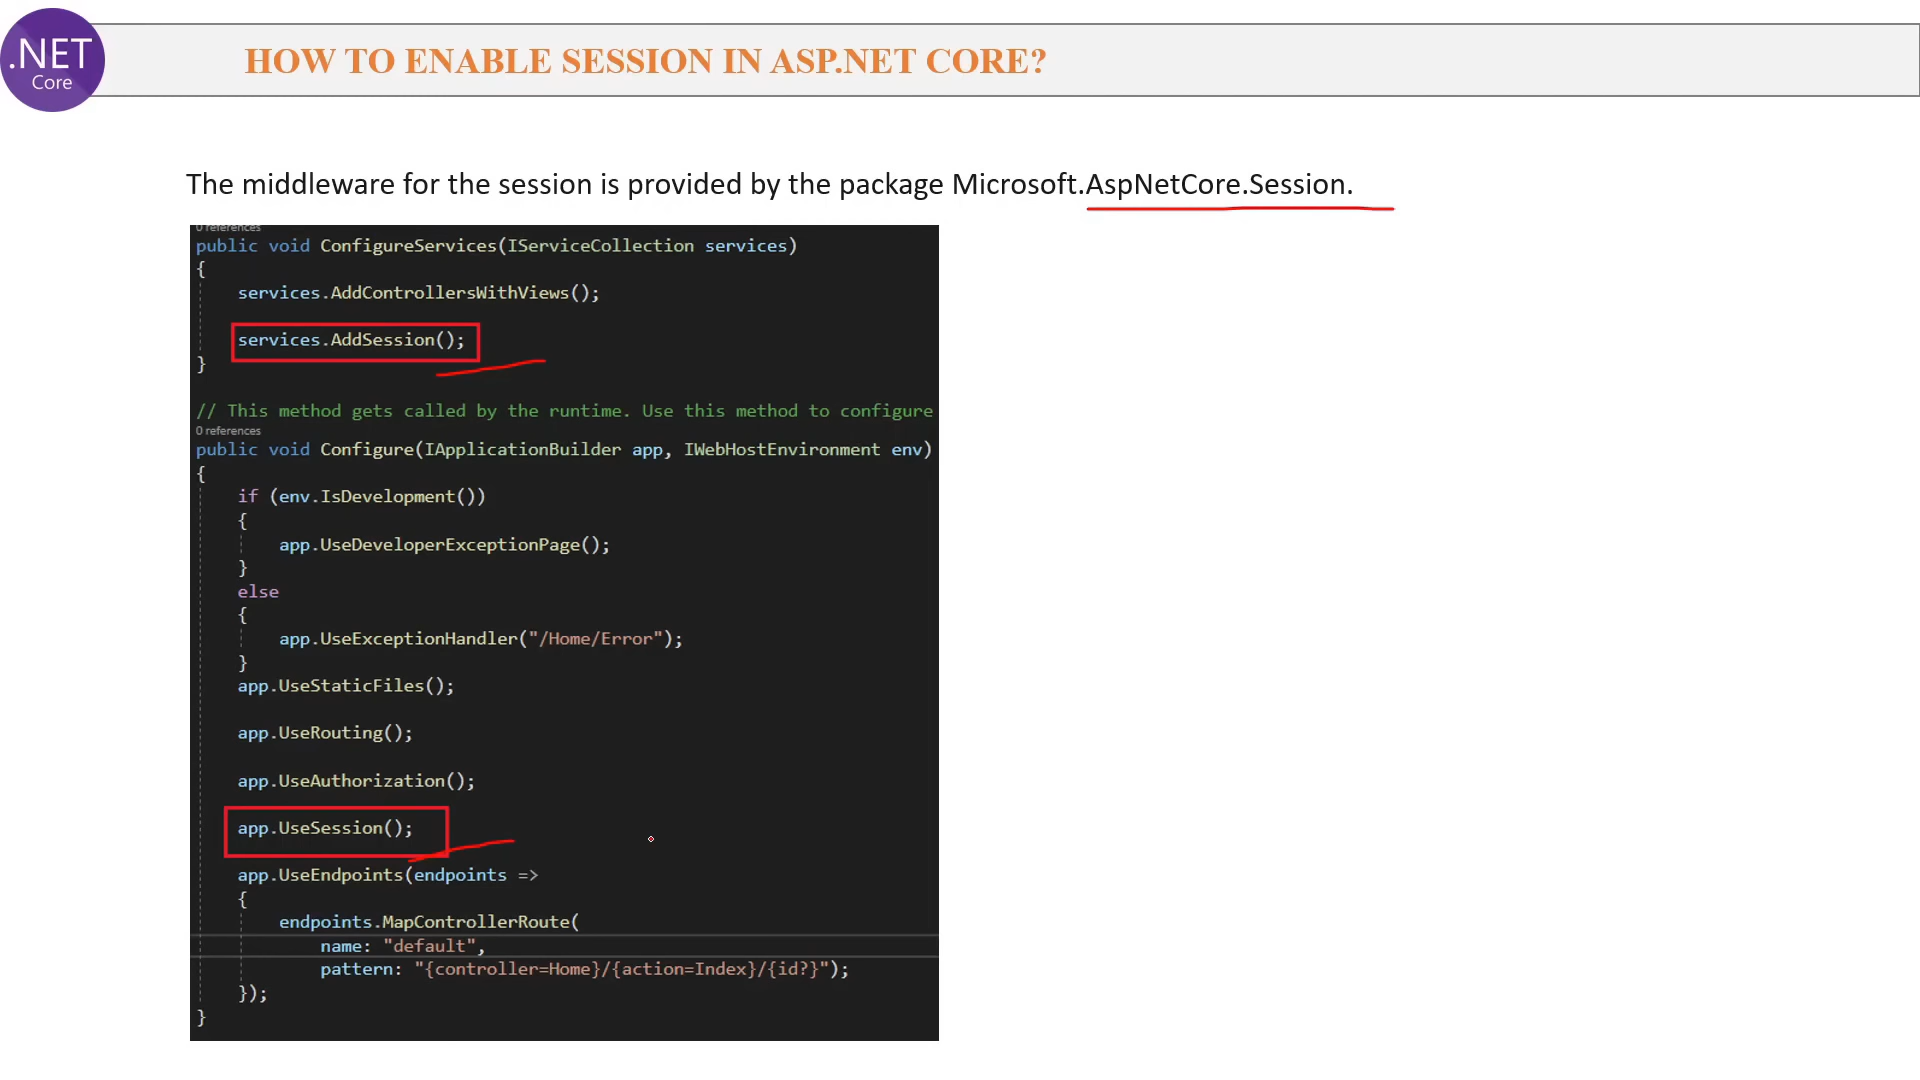 .NET
Core
HOW TO ENABLE SESSION IN ASP.NET CORE?
The middleware for the session is provided by the package Microsoft.AspNetCore.Session.
0 references
public void ConfigureServices(IServiceCollection services)
{
services.AddControllersWithViews();
services.AddSession();
}
// This method gets called by the runtime. Use this method to configure
0 references
public void Configure(IApplicationBuilder app, IWebHostEnvironment env)
{
if (env.IsDevelopment())
{
app.UseDeveloperExceptionPage();
}
else
{
app.UseExceptionHandler("/Home/Error");
}
app.UseStaticFiles();
app.UseRouting();
app.UseAuthorization();
app.UseSession();
app.UseEndpoints(endpoints =>
{
endpoints.MapControllerRoute(
name: "default",
pattern: "{controller=Home}/{action=Index}/{id?}");
});
}